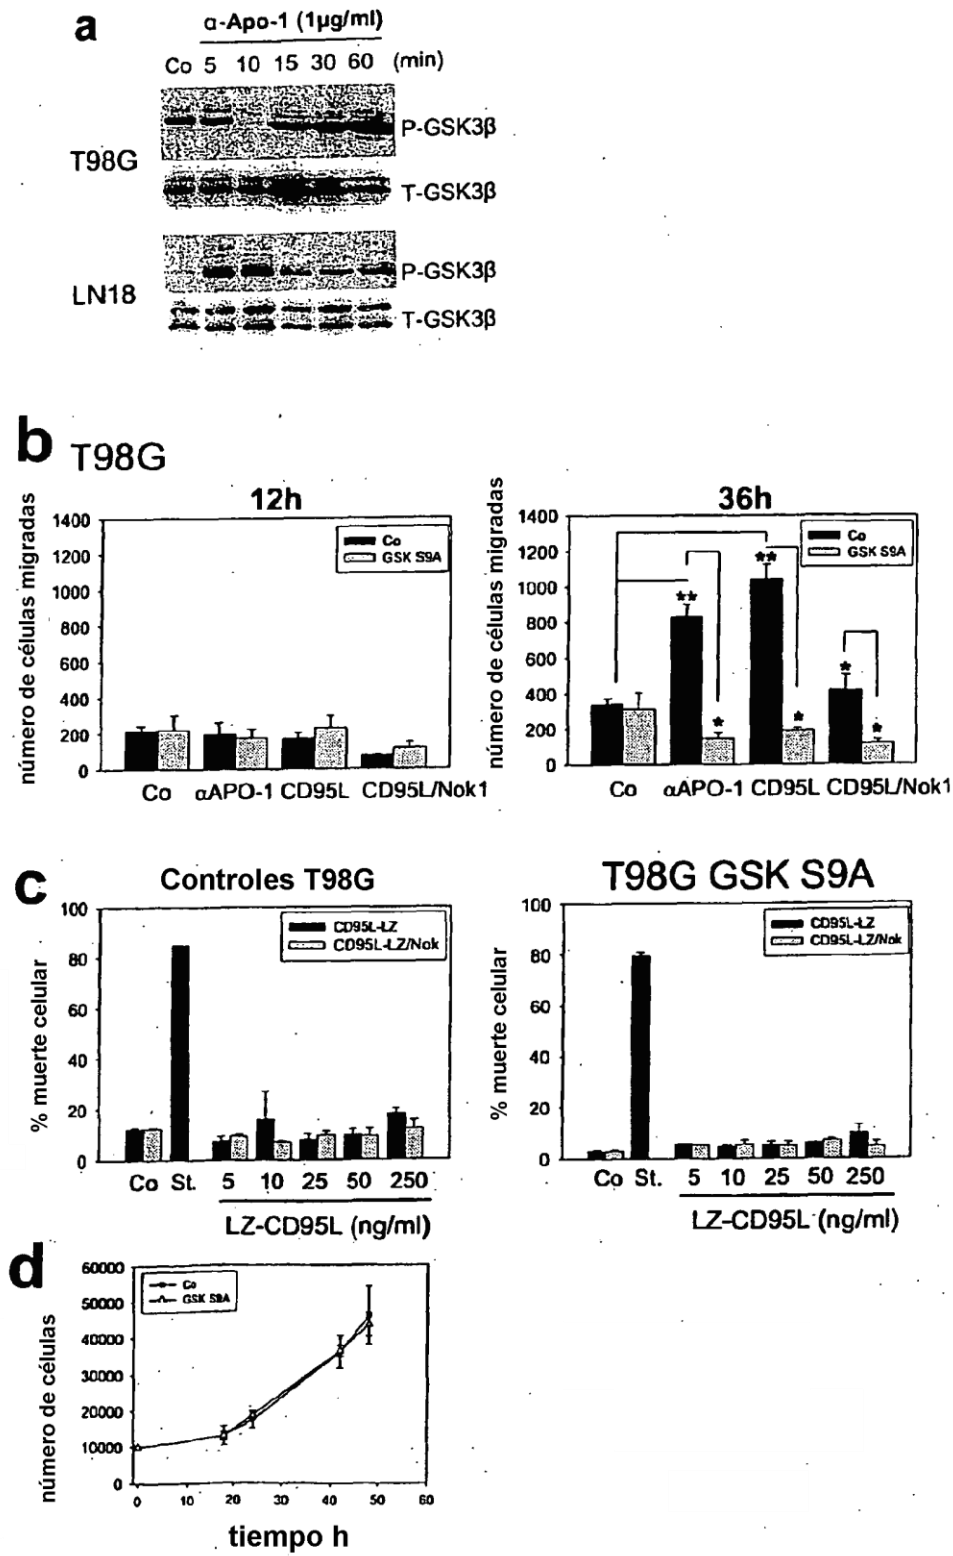 a
α-Apo-1 (1µg/ml)
Co 5 10 15 30 60 (min)
P-GSK3β
T98G
T-GSK3β
P-GSK3β
LN18
T-GSK3β
b T98G
12h
número de células migradas
1400
1200
1000
800
600
400
200
0
Co
GSK S9A
Co αAPO-1 CD95L CD95L/Nok1
36h
número de células migradas
1400
1200
1000
800
600
400
200
0
Co
GSK S9A
** ** * * * *
Co αAPO-1 CD95L CD95L/Nok1
c
Controles T98G
% muerte celular
100
80
60
40
20
0
CD95L-LZ
CD95L-LZ/Nok
Co St. 5 10 25 50 250
LZ-CD95L (ng/ml)
T98G GSK S9A
% muerte celular
100
80
60
40
20
0
CD95L-LZ
CD95L-LZ/Nok
Co St. 5 10 25 50 250
LZ-CD95L (ng/ml)
d
número de células
60000
50000
40000
30000
20000
10000
0
Co
GSK S9A
0 10 20 30 40 50 60
tiempo h